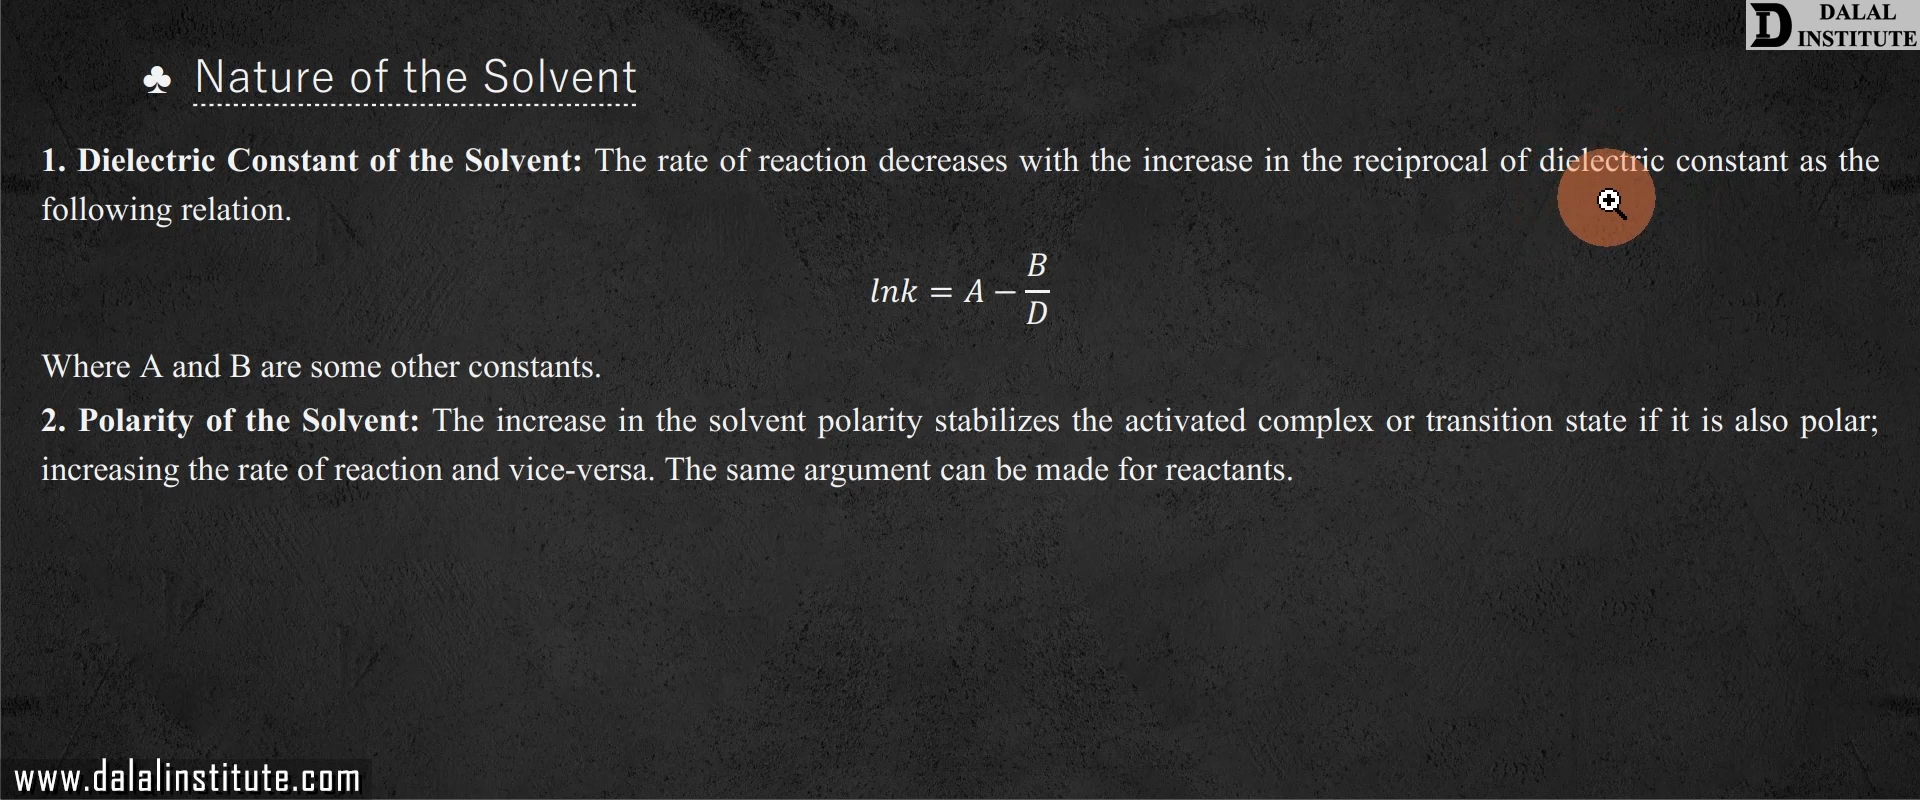 DALAL
INSTITUTE
♣ Nature of the Solvent
1. Dielectric Constant of the Solvent: The rate of reaction decreases with the increase in the reciprocal of dielectric constant as the
following relation.
lnk = A − B/D
Where A and B are some other constants.
2. Polarity of the Solvent: The increase in the solvent polarity stabilizes the activated complex or transition state if it is also polar;
increasing the rate of reaction and vice-versa. The same argument can be made for reactants.
www.dalalinstitute.com